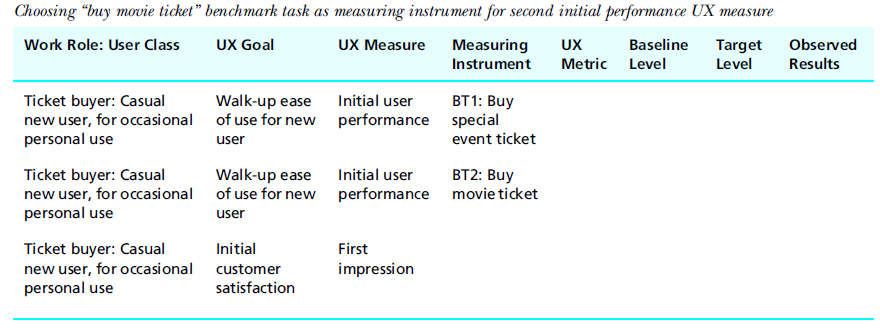 Choosing “buy movie ticket” benchmark task as measuring instrument for second initial performance UX measure
Work Role: User Class UX Goal UX Measure Measuring Instrument UX Metric Baseline Level Target Level Observed Results
Ticket buyer: Casual new user, for occasional personal use Walk-up ease of use for new user Initial user performance BT1: Buy special event ticket
Ticket buyer: Casual new user, for occasional personal use Walk-up ease of use for new user Initial user performance BT2: Buy movie ticket
Ticket buyer: Casual new user, for occasional personal use Initial customer satisfaction First impression